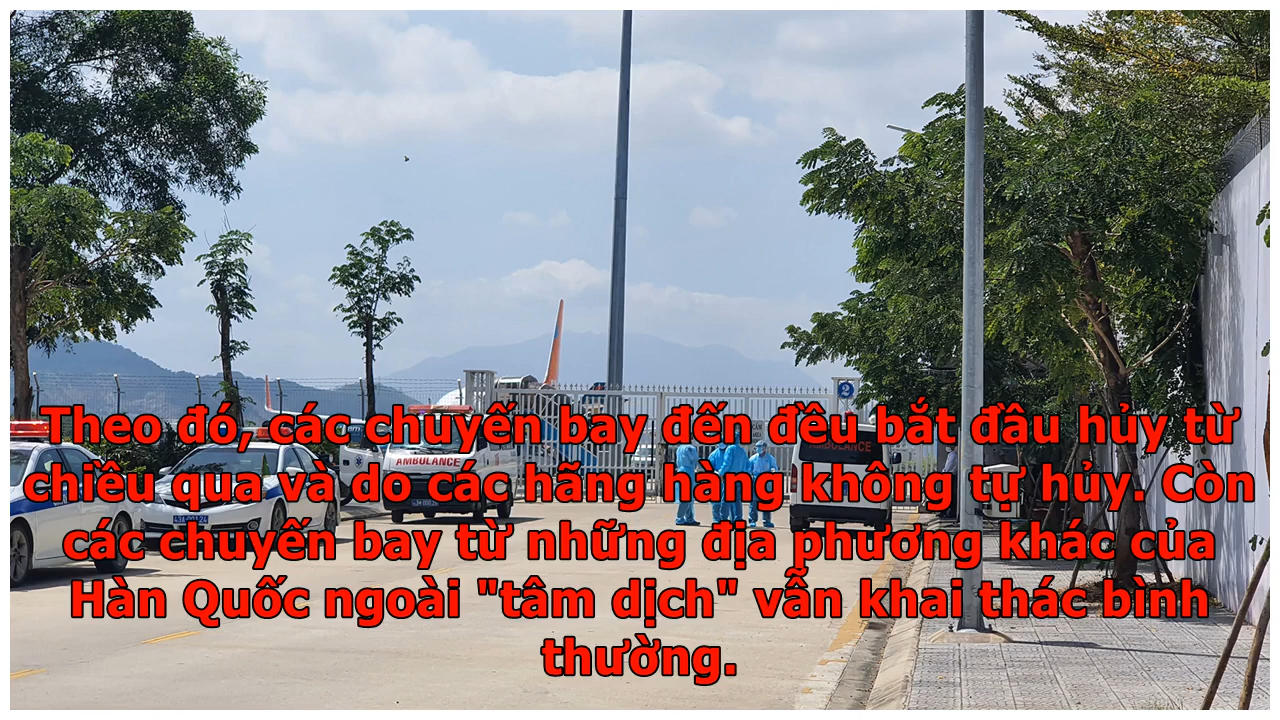 2
Theo đó, các chuyến bay đến đều bắt đầu hủy từ
AMBULANCE
chiều qua và do các hãng hàng không tự hủy. Còn
các chuyến bay từ những địa phương khác của
Hàn Quốc ngoài "tâm dịch" vẫn khai thác bình
thường.